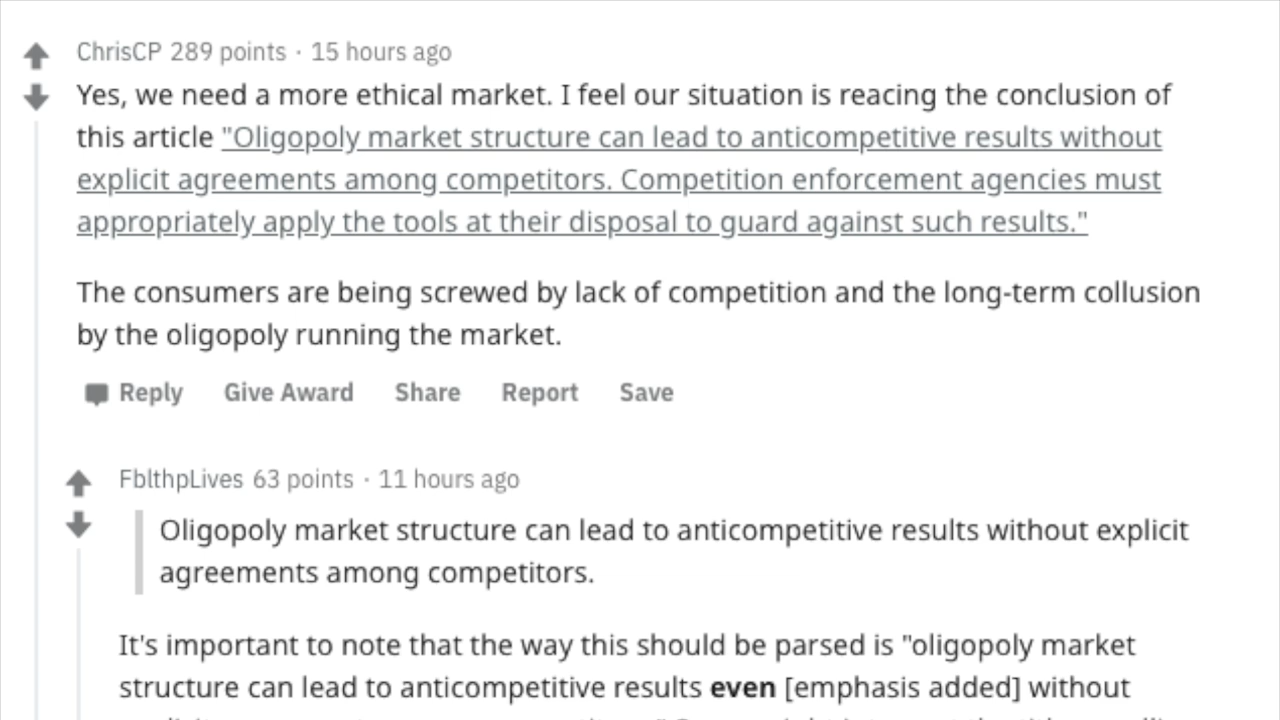 ChrisCP 289 points · 15 hours ago
Yes, we need a more ethical market. I feel our situation is reacing the conclusion of
this article "Oligopoly market structure can lead to anticompetitive results without
explicit agreements among competitors. Competition enforcement agencies must
appropriately apply the tools at their disposal to guard against such results."
The consumers are being screwed by lack of competition and the long-term collusion
by the oligopoly running the market.
Reply Give Award Share Report Save
FblthpLives 63 points · 11 hours ago
Oligopoly market structure can lead to anticompetitive results without explicit
agreements among competitors.
It's important to note that the way this should be parsed is "oligopoly market
structure can lead to anticompetitive results even [emphasis added] without